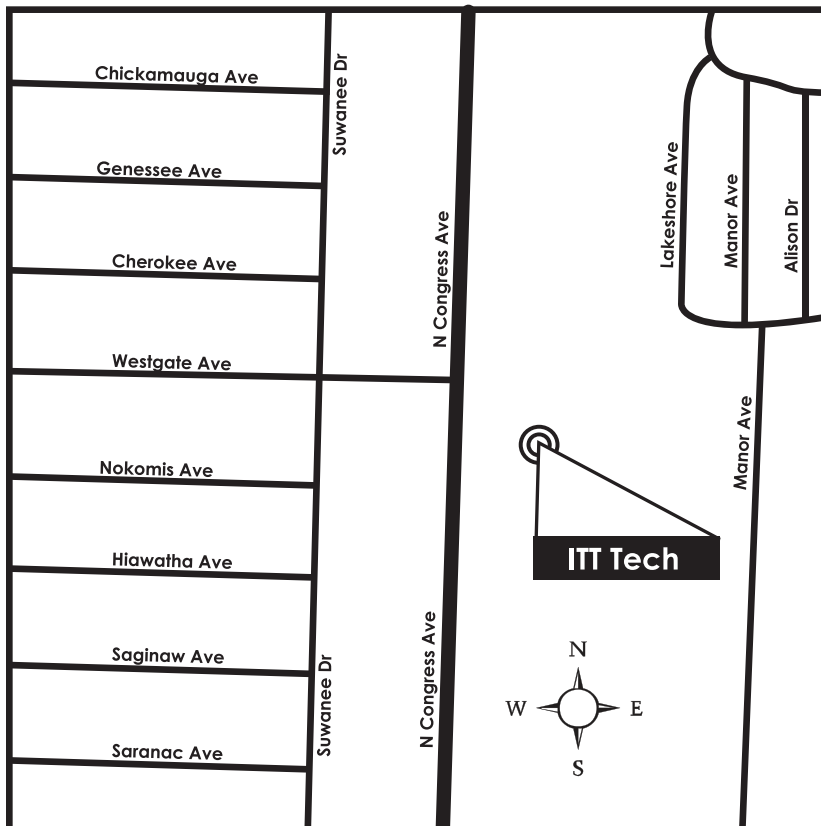 Chickamauga Ave
Suwanee Dr
Genessee Ave
Lakeshore Ave
Manor Ave
Alison Dr
N Congress Ave
Cherokee Ave
Westgate Ave
Manor Ave
Nokomis Ave
ITT Tech
Hiawatha Ave
N Congress Ave
Saginaw Ave
Suwanee Dr
N
W
E
S
Saranac Ave